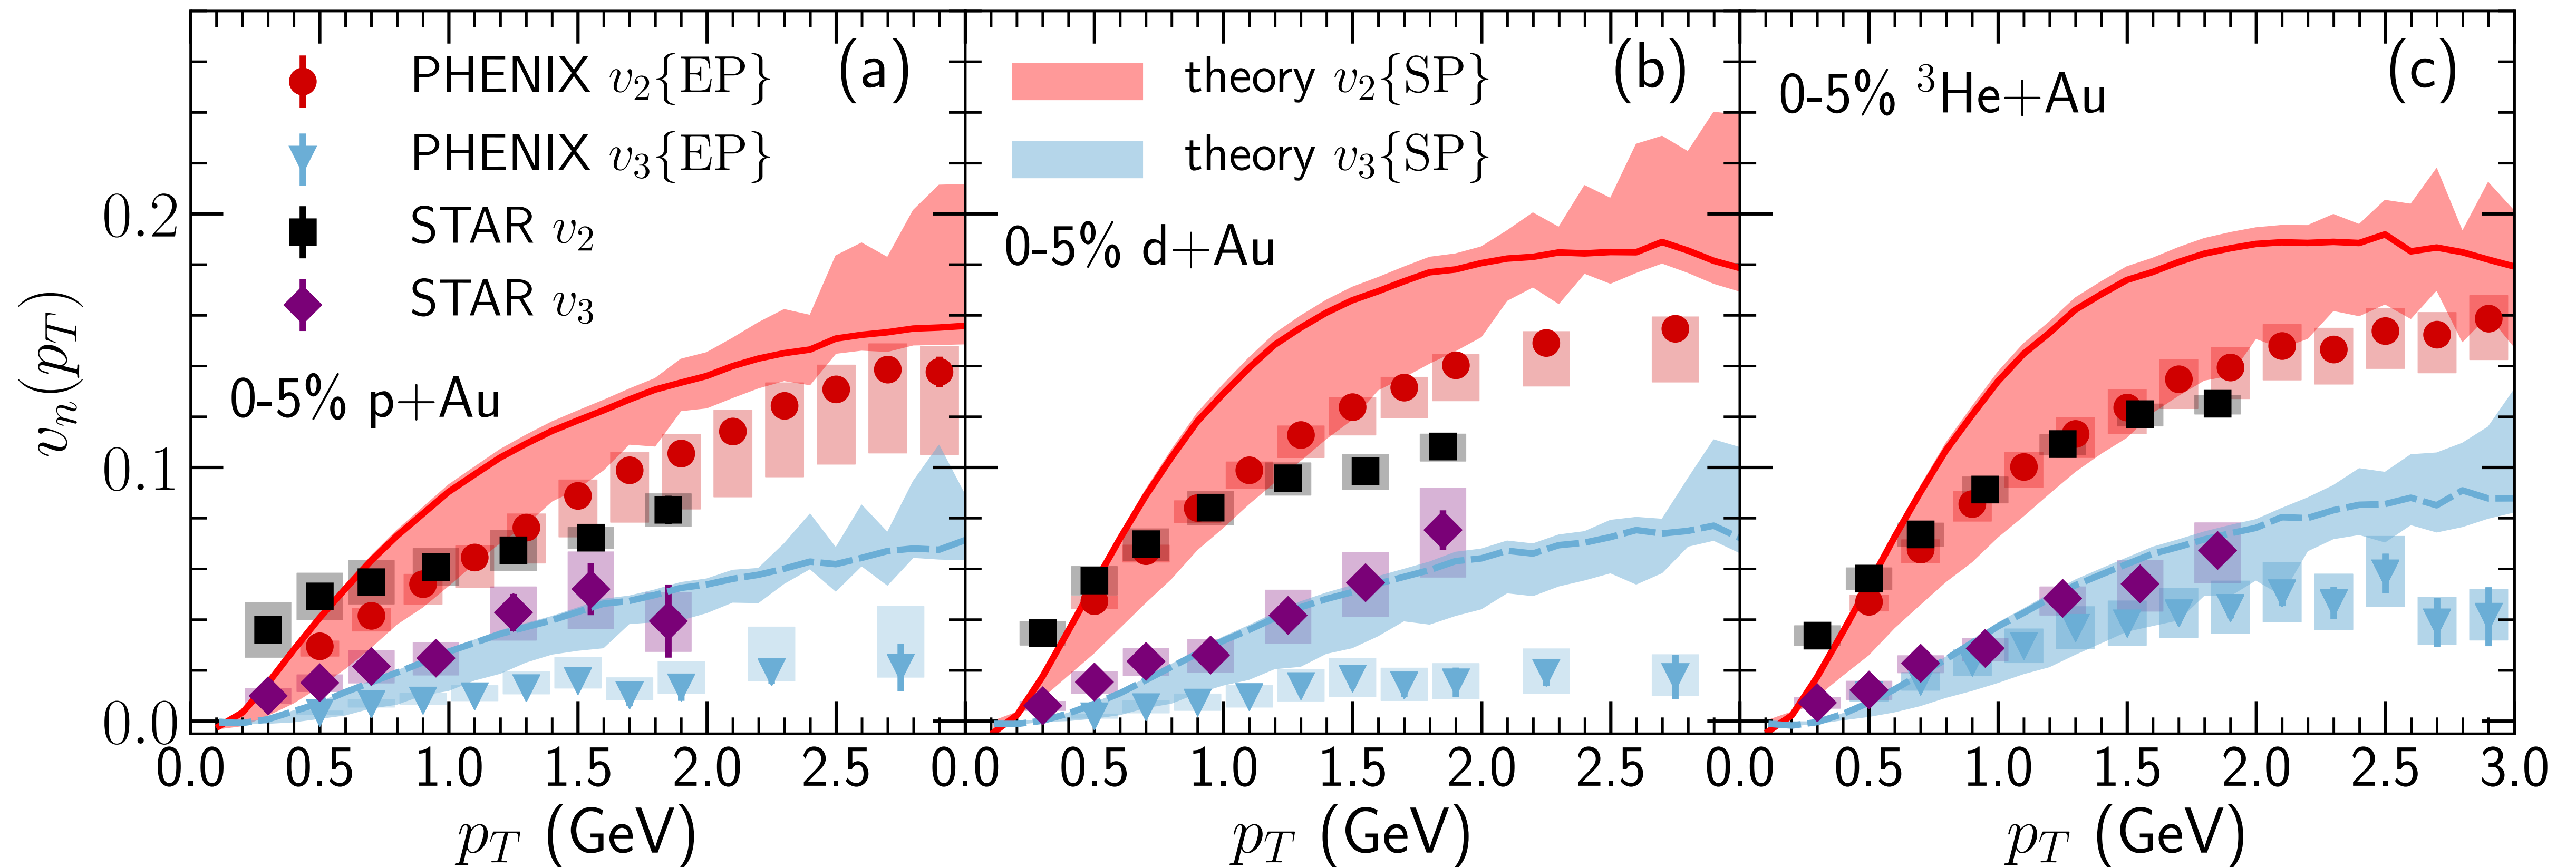 (a)
PHENIX v₂{EP}
PHENIX v₃{EP}
STAR v₂
STAR v₃
0-5% p+Au
(b)
theory v₂{SP}
theory v₃{SP}
0-5% d+Au
(c)
0-5% ³He+Au
vₙ(p_T)
0.2
0.1
0.0
0.0 0.5 1.0 1.5 2.0 2.5 0.0 0.5 1.0 1.5 2.0 2.5 0.0 0.5 1.0 1.5 2.0 2.5 3.0
p_T (GeV) p_T (GeV) p_T (GeV)